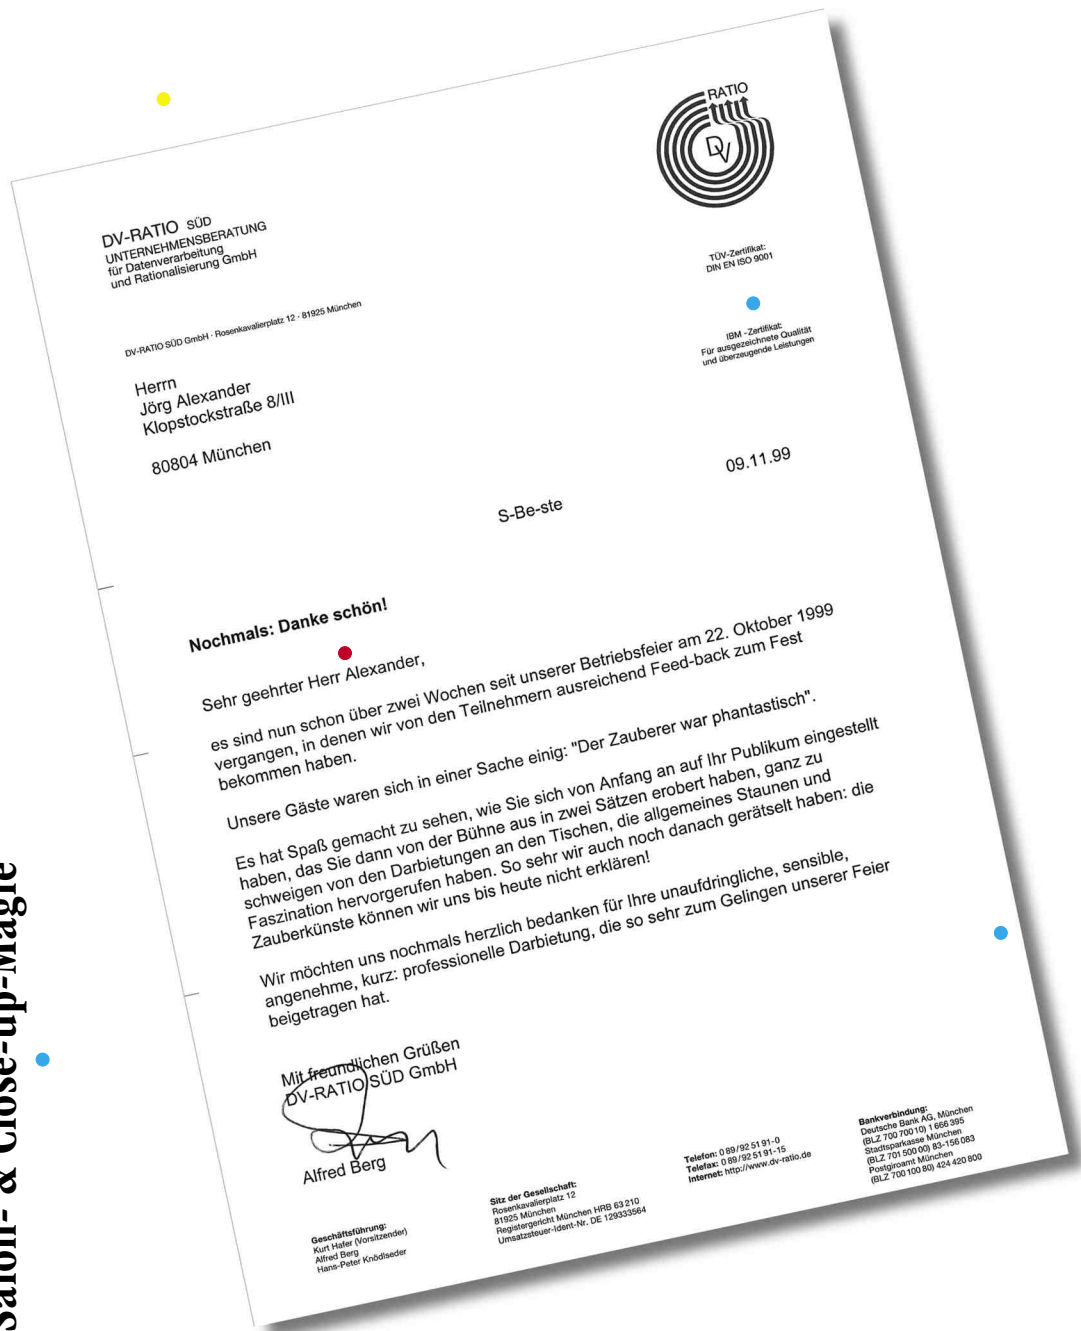 RATIO
DV
DV-RATIO SÜD
UNTERNEHMENSBERATUNG
für Datenverarbeitung
und Rationalisierung GmbH
TÜV-Zertifikat:
DIN EN ISO 9001
IBM -Zertifikat:
Für ausgezeichnete Qualität
und überzeugende Leistungen
DV-RATIO SÜD GmbH · Rosenkavalierplatz 12 · 81925 München
Herrn
Jörg Alexander
Klopstockstraße 8/III
80804 München
09.11.99
S-Be-ste
Nochmals: Danke schön!
Sehr geehrter Herr Alexander,
es sind nun schon über zwei Wochen seit unserer Betriebsfeier am 22. Oktober 1999
vergangen, in denen wir von den Teilnehmern ausreichend Feed-back zum Fest
bekommen haben.
Unsere Gäste waren sich in einer Sache einig: "Der Zauberer war phantastisch".
Es hat Spaß gemacht zu sehen, wie Sie sich von Anfang an auf Ihr Publikum eingestellt
haben, das Sie dann von der Bühne aus in zwei Sätzen erobert haben, ganz zu
schweigen von den Darbietungen an den Tischen, die allgemeines Staunen und
Faszination hervorgerufen haben. So sehr wir auch noch danach gerätselt haben: die
Zauberkünste können wir uns bis heute nicht erklären!
Wir möchten uns nochmals herzlich bedanken für Ihre unaufdringliche, sensible,
angenehme, kurz: professionelle Darbietung, die so sehr zum Gelingen unserer Feier
beigetragen hat.
Mit freundlichen Grüßen
DV-RATIO SÜD GmbH
Alfred Berg
Geschäftsführung:
Kurt Hafer (Vorsitzender)
Alfred Berg
Hans-Peter Knödlseder
Sitz der Gesellschaft:
Rosenkavalierplatz 12
81925 München
Registergericht München HRB 63 210
Umsatzsteuer-Ident-Nr. DE 129333564
Telefon: 0 89 / 92 51 91-0
Telefax: 0 89 / 92 51 91-15
Internet: http://www.dv-ratio.de
Bankverbindung:
Deutsche Bank AG, München
(BLZ 700 700 10) 1 666 395
Stadtsparkasse München
(BLZ 701 500 00) 83-156 083
Postgiroamt München
(BLZ 700 100 80) 424 420 800
Salon- & Close-up-Magie